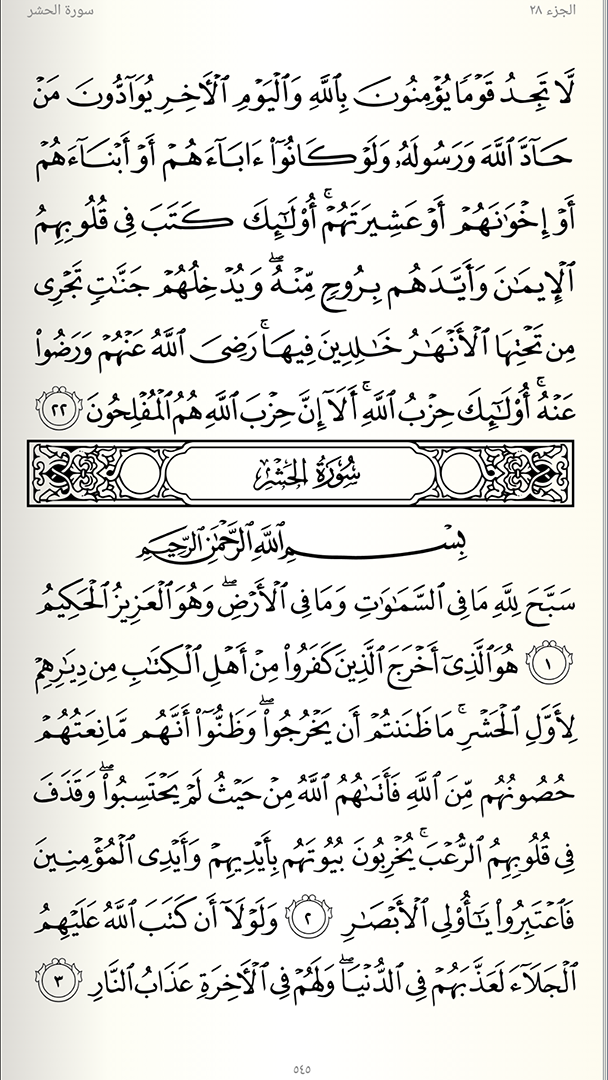 الجزء ٢٨
سورة الحشر
لَّا تَجِدُ قَوْمًا يُؤْمِنُونَ بِٱللَّهِ وَٱلْيَوْمِ ٱلْأَخِرِ يُوَآدُّونَ مَنْ
حَآدَّ ٱللَّهَ وَرَسُولَهُۥ وَلَوْ كَانُوٓا۟ ءَابَآءَهُمْ أَوْ أَبْنَآءَهُمْ
أَوْ إِخْوَٰنَهُمْ أَوْ عَشِيرَتَهُمْ ۚ أُو۟لَـٰٓئِكَ كَتَبَ فِى قُلُوبِهِمُ
ٱلْإِيمَـٰنَ وَأَيَّدَهُم بِرُوحٍ مِّنْهُ ۖ وَيُدْخِلُهُمْ جَنَّـٰتٍ تَجْرِى
مِن تَحْتِهَا ٱلْأَنْهَـٰرُ خَـٰلِدِينَ فِيهَا ۚ رَضِىَ ٱللَّهُ عَنْهُمْ وَرَضُوا۟
عَنْهُ ۚ أُو۟لَـٰٓئِكَ حِزْبُ ٱللَّهِ ۚ أَلَآ إِنَّ حِزْبَ ٱللَّهِ هُمُ ٱلْمُفْلِحُونَ ٢٢
سُورَةُ الحَشْرِ
بِسْمِ ٱللَّهِ ٱلرَّحْمَـٰنِ ٱلرَّحِيمِ
سَبَّحَ لِلَّهِ مَا فِى ٱلسَّمَـٰوَٰتِ وَمَا فِى ٱلْأَرْضِ ۖ وَهُوَ ٱلْعَزِيزُ ٱلْحَكِيمُ
١ هُوَ ٱلَّذِىٓ أَخْرَجَ ٱلَّذِينَ كَفَرُوا۟ مِنْ أَهْلِ ٱلْكِتَـٰبِ مِن دِيَـٰرِهِمْ
لِأَوَّلِ ٱلْحَشْرِ ۚ مَا ظَنَنتُمْ أَن يَخْرُجُوا۟ ۖ وَظَنُّوٓا۟ أَنَّهُم مَّانِعَتُهُمْ
حُصُونُهُم مِّنَ ٱللَّهِ فَأَتَىٰهُمُ ٱللَّهُ مِنْ حَيْثُ لَمْ يَحْتَسِبُوا۟ ۖ وَقَذَفَ
فِى قُلُوبِهِمُ ٱلرُّعْبَ ۚ يُخْرِبُونَ بُيُوتَهُم بِأَيْدِيهِمْ وَأَيْدِى ٱلْمُؤْمِنِينَ
فَٱعْتَبِرُوا۟ يَـٰٓأُو۟لِى ٱلْأَبْصَـٰرِ ٢ وَلَوْلَآ أَن كَتَبَ ٱللَّهُ عَلَيْهِمُ
ٱلْجَلَآءَ لَعَذَّبَهُمْ فِى ٱلدُّنْيَا ۖ وَلَهُمْ فِى ٱلْأَخِرَةِ عَذَابُ ٱلنَّارِ ٣
٥٤٥